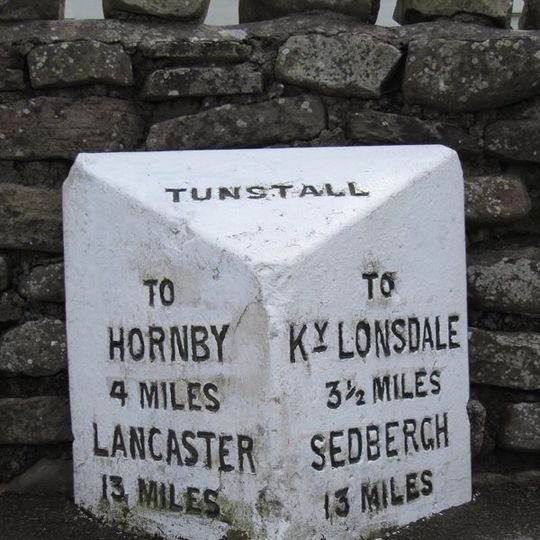 TUNSTALL
TO
HORNBY
4 MILES
LANCASTER
13 MILES
TO
Kʸ LONSDALE
3½ MILES
SEDBERGH
13 MILES